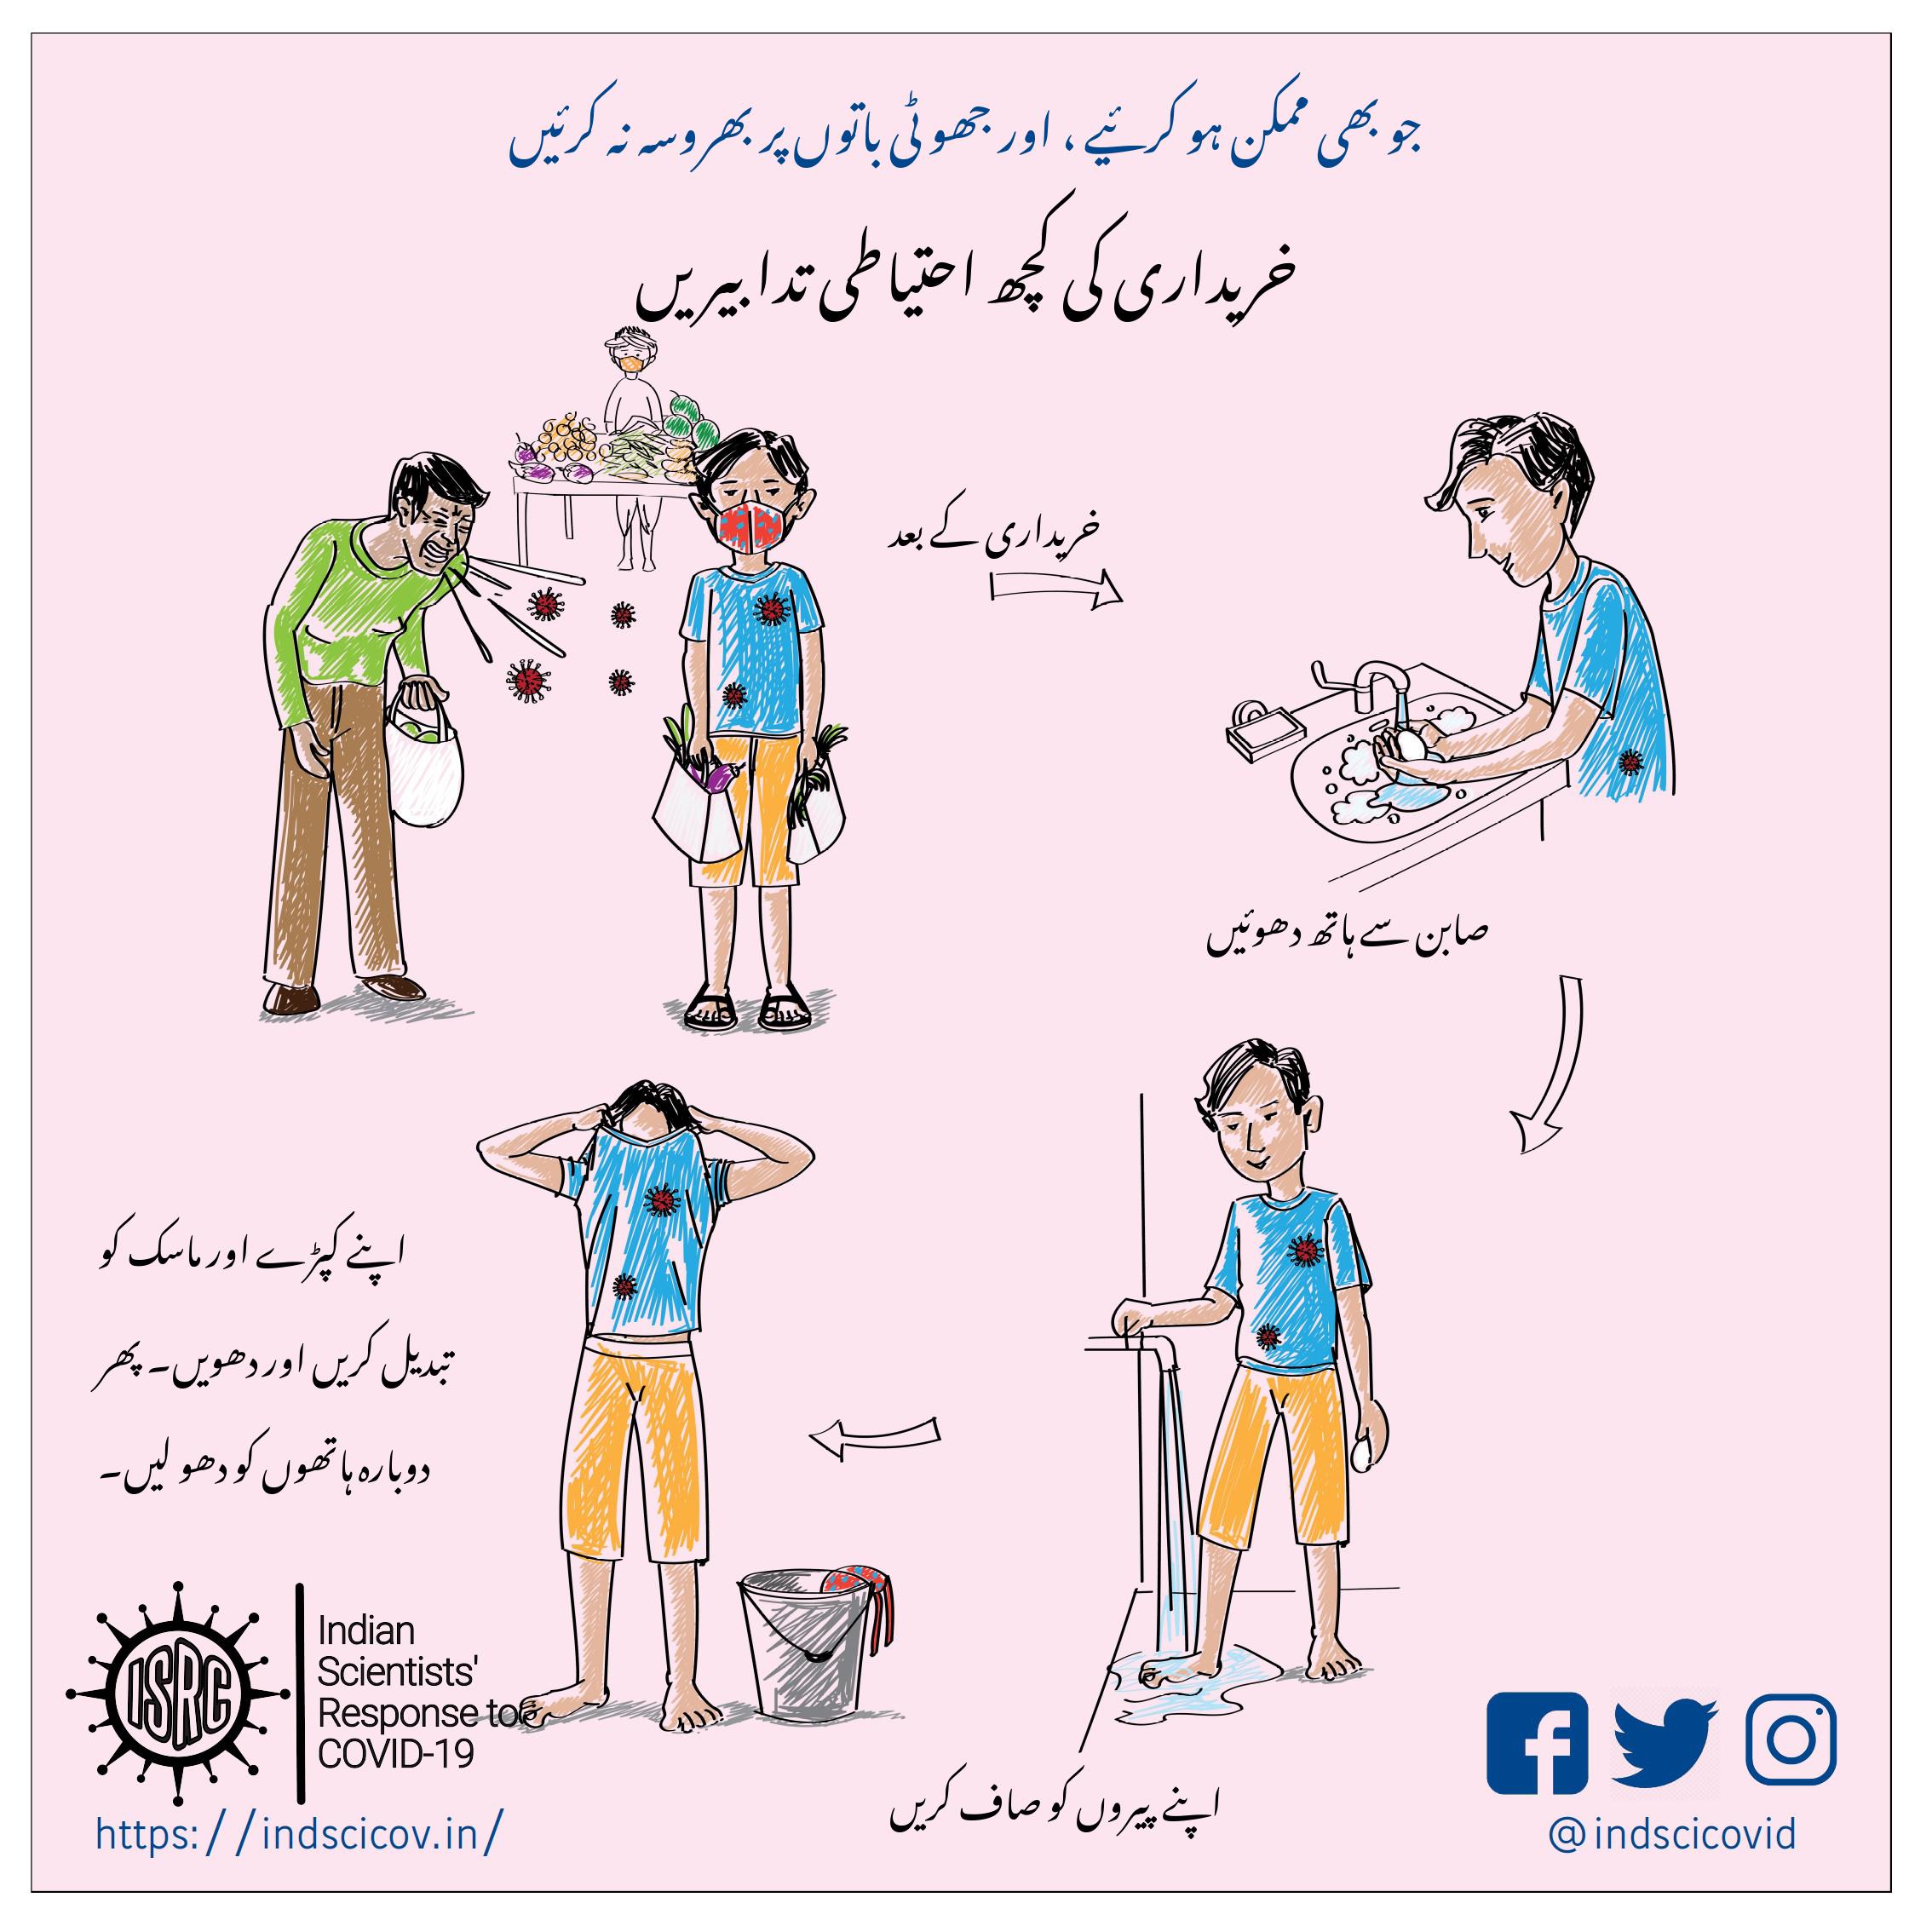 جو بھی ممکن ہو کرئیے، اور جھوٹی باتوں پر بھروسہ نہ کرئیں
خریداری کی کچھ احتیاطی تدابیریں
خریداری کے بعد
صابن سے ہاتھ دھوئیں
اپنے کپڑے اور ماسک کو
تبدیل کریں اور دھویں۔ پھر
دوبارہ ہاتھوں کو دھو لیں۔
اپنے پیروں کو صاف کریں
ISRC
Indian
Scientists'
Response to
COVID-19
https://indscicov.in/
@indscicovid